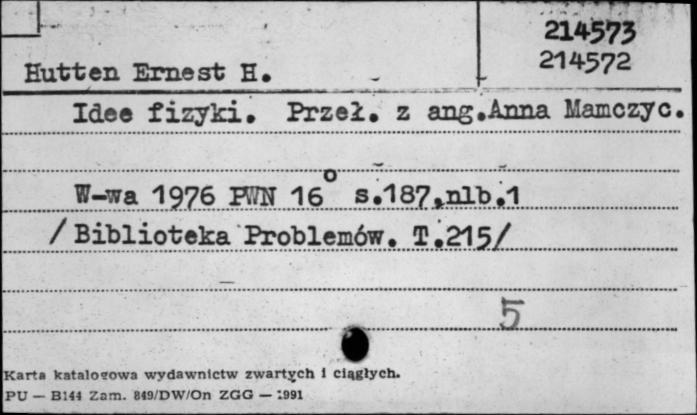 214573
214572
Hutten Ernest H.
Idee fizyki. Przeł. z ang.Anna Mamczyc.
W-wa 1976 PWN 16° s.187,nlb.1
/Biblioteka Problemów. T.215/
5
Karta katalogowa wydawnictw zwartych i ciągłych.
PU — B144 Zam. 849/DW/On ZGG — 1991